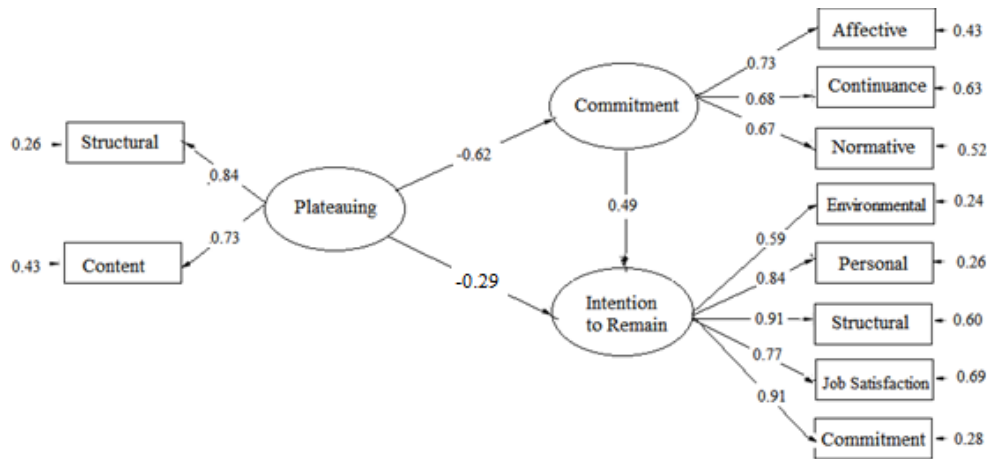 0.26
Structural
0.84
0.43
Content
0.73
Plateauing
-0.62
-0.29
Commitment
0.49
Intention
to Remain
0.73
Affective
0.43
0.68
Continuance
0.63
0.67
Normative
0.52
0.59
Environmental
0.24
0.84
Personal
0.26
0.91
Structural
0.60
0.77
Job Satisfaction
0.69
0.91
Commitment
0.28